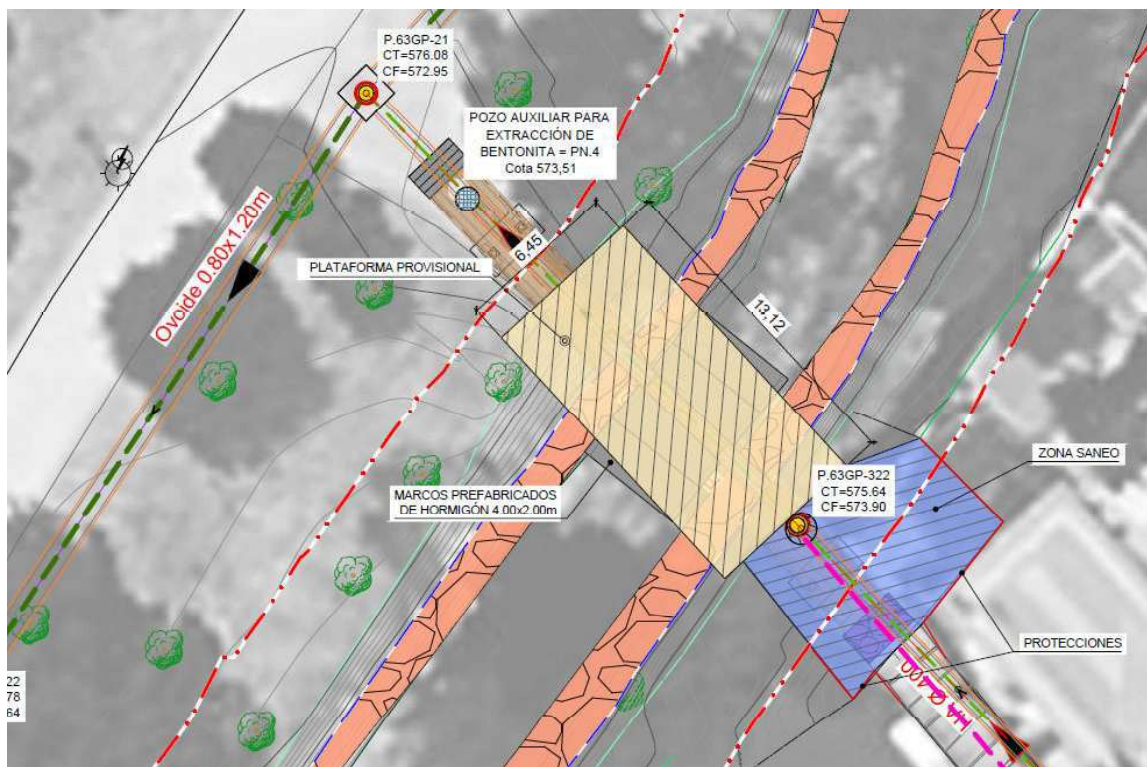 P.63GP-21
CT=576.08
CF=572.95
POZO AUXILIAR PARA
EXTRACCIÓN DE
BENTONITA = PN.4
Cota 573,51
Ovoide 0.80x1.20m
6,45
PLATAFORMA PROVISIONAL
13,12
ZONA SANEO
P.63GP-322
CT=575.64
CF=573.90
MARCOS PREFABRICADOS
DE HORMIGÓN 4.00x2.00m
PROTECCIONES
22
78
64
HA Ø 400